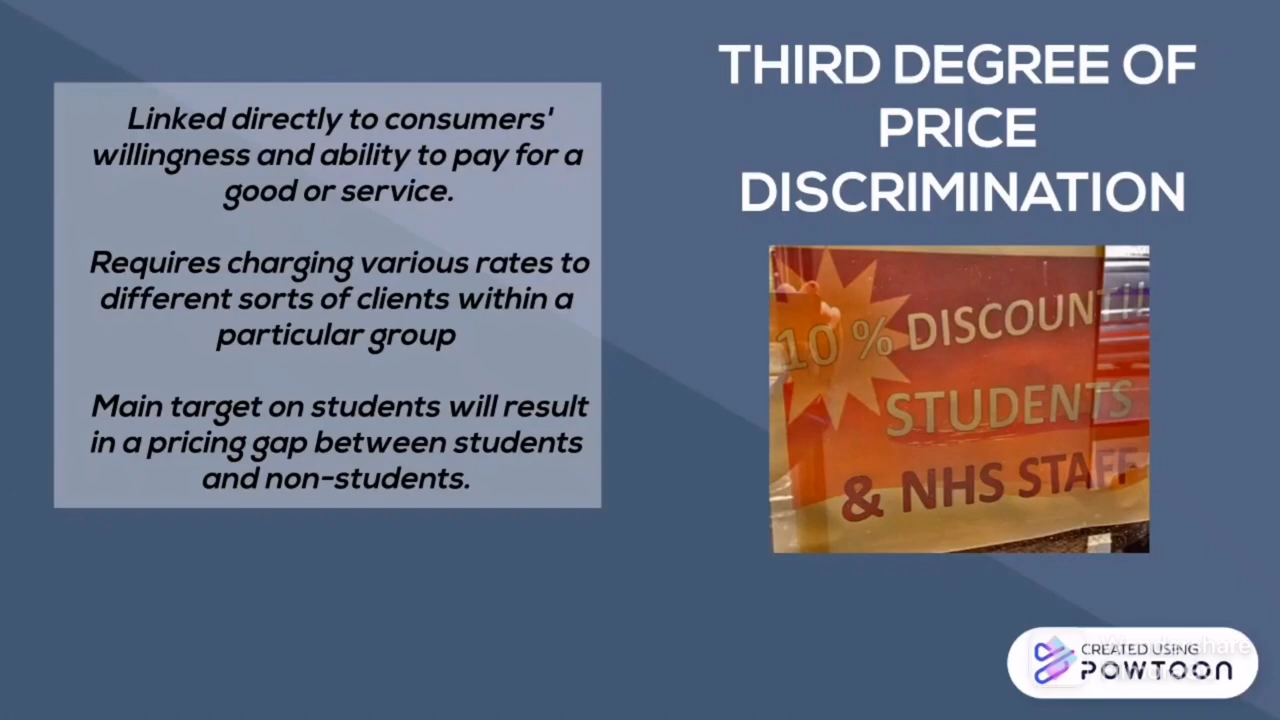 THIRD DEGREE OF
PRICE
DISCRIMINATION
Linked directly to consumers'
willingness and ability to pay for a
good or service.
Requires charging various rates to
different sorts of clients within a
particular group
Main target on students will result
in a pricing gap between students
and non-students.
10 % DISCOUNT!!
STUDENTS
& NHS STAFF
CREATED USING
POWTOON